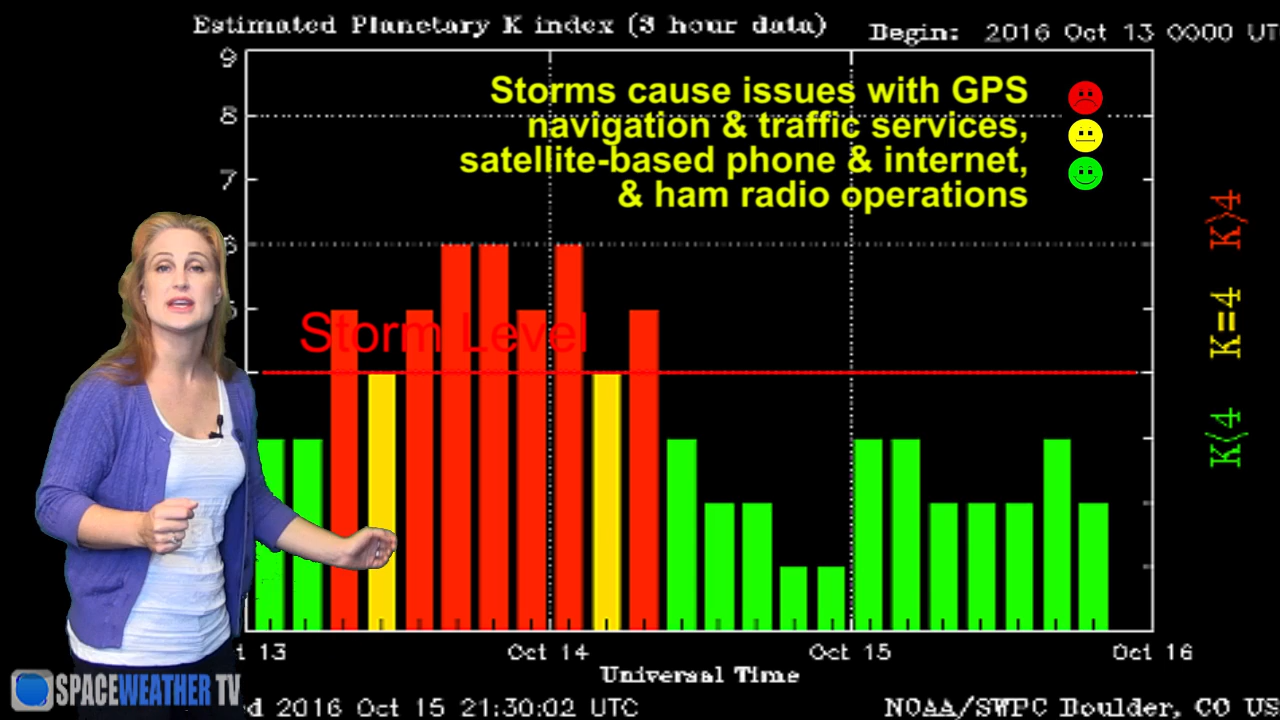 Estimated Planetary K index (3 hour data)
Begin: 2016 Oct 13 0000 UT
9
Storms cause issues with GPS
8
navigation & traffic services,
satellite-based phone & internet,
7
& ham radio operations
6
K>4
K=4
K<4
Storm Level
13
Oct 14
Oct 15
Oct 16
Universal Time
SPACEWEATHER TV
d 2016 Oct 15 21:30:02 UTC
NOAA/SWPC Boulder, CO US